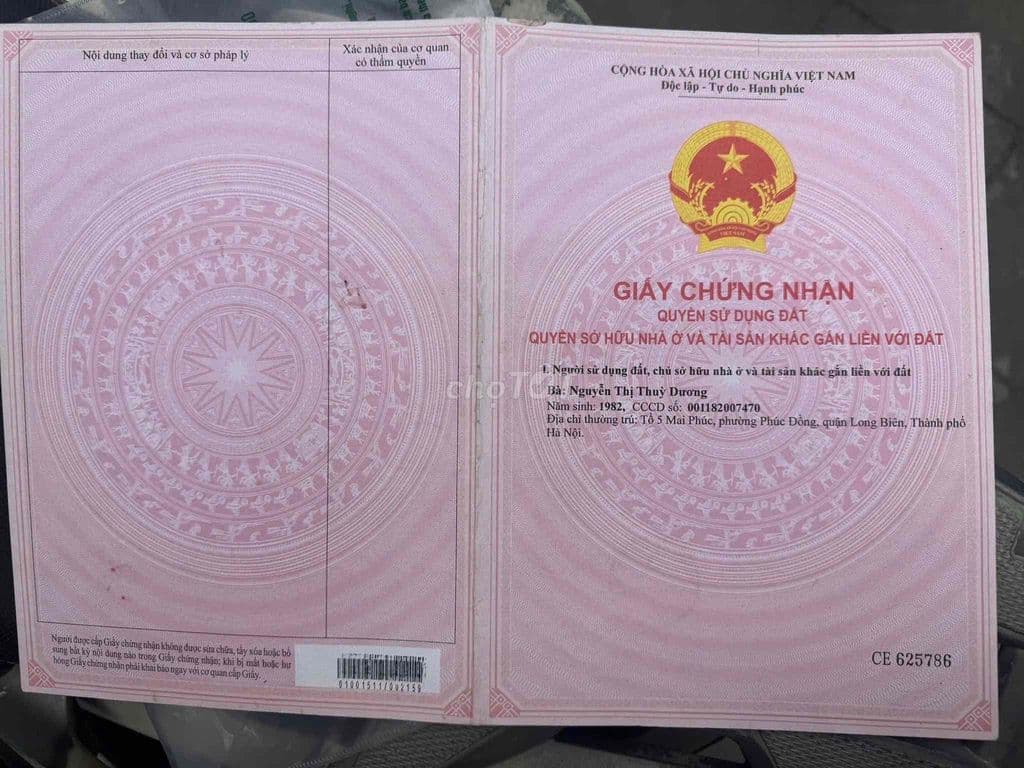 Nội dung thay đổi và cơ sở pháp lý
Xác nhận của cơ quan
có thẩm quyền
Người được cấp Giấy chứng nhận không được sửa chữa, tẩy xóa hoặc bổ
sung bất kỳ nội dung nào trong Giấy chứng nhận; khi bị mất hoặc hư
hỏng Giấy chứng nhận phải khai báo ngay với cơ quan cấp Giấy.
CỘNG HÒA XÃ HỘI CHỦ NGHĨA VIỆT NAM
Độc lập - Tự do - Hạnh phúc
VIỆT NAM
GIẤY CHỨNG NHẬN
QUYỀN SỬ DỤNG ĐẤT
QUYỀN SỞ HỮU NHÀ Ở VÀ TÀI SẢN KHÁC GẮN LIỀN VỚI ĐẤT
I. Người sử dụng đất, chủ sở hữu nhà ở và tài sản khác gắn liền với đất
Bà: Nguyễn Thị Thuỳ Dương
Năm sinh: 1982, CCCD số: 001182007470
Địa chỉ thường trú: Tổ 5 Mai Phúc, phường Phúc Đồng, quận Long Biên, Thành phố
Hà Nội.
CE 625786
chợTỐT